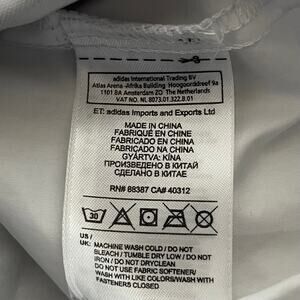 adidas International Trading BV
Atlas Arena -Afrika Building Hoogoorddreef 9a
1101 BA Amsterdam ZO The Netherlands
VAT NO. NL 8073.01.322.B.01
ET: adidas Imports and Exports Ltd
MADE IN CHINA
FABRIQUÉ EN CHINE
FABRICADO EN CHINA
FABRICADO NA CHINA
GYÁRTVA: KÍNA
ПРОИЗВЕДЕНО В КИТАЙ
СДЕЛАНО В КИТАЕ
RN# 88387 CA# 40312
30
US /
UK: MACHINE WASH COLD / DO NOT
BLEACH / TUMBLE DRY LOW / DO NOT
IRON / DO NOT DRYCLEAN
DO NOT USE FABRIC SOFTENER/
WASH WITH LIKE COLORS/WASH WITH
FASTENERS CLOSED